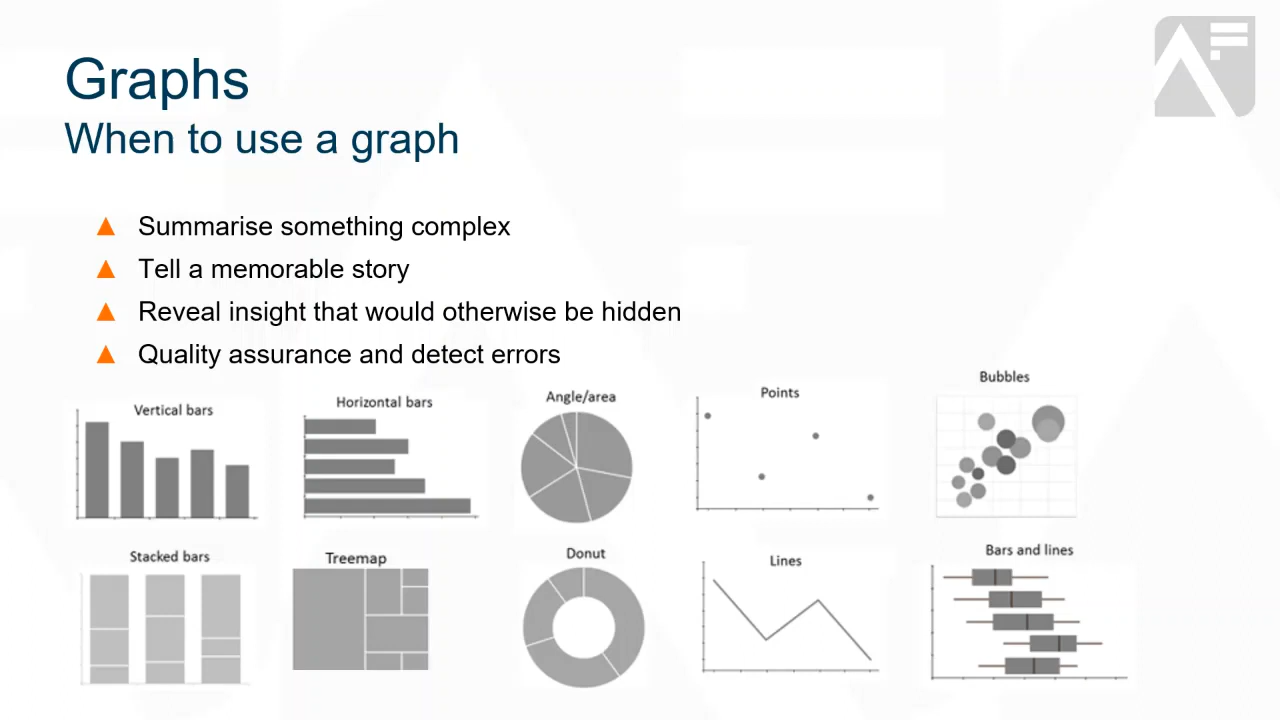 Graphs
When to use a graph
Summarise something complex
Tell a memorable story
Reveal insight that would otherwise be hidden
Quality assurance and detect errors
Vertical bars
Horizontal bars
Angle/area
Points
Bubbles
Stacked bars
Treemap
Donut
Lines
Bars and lines